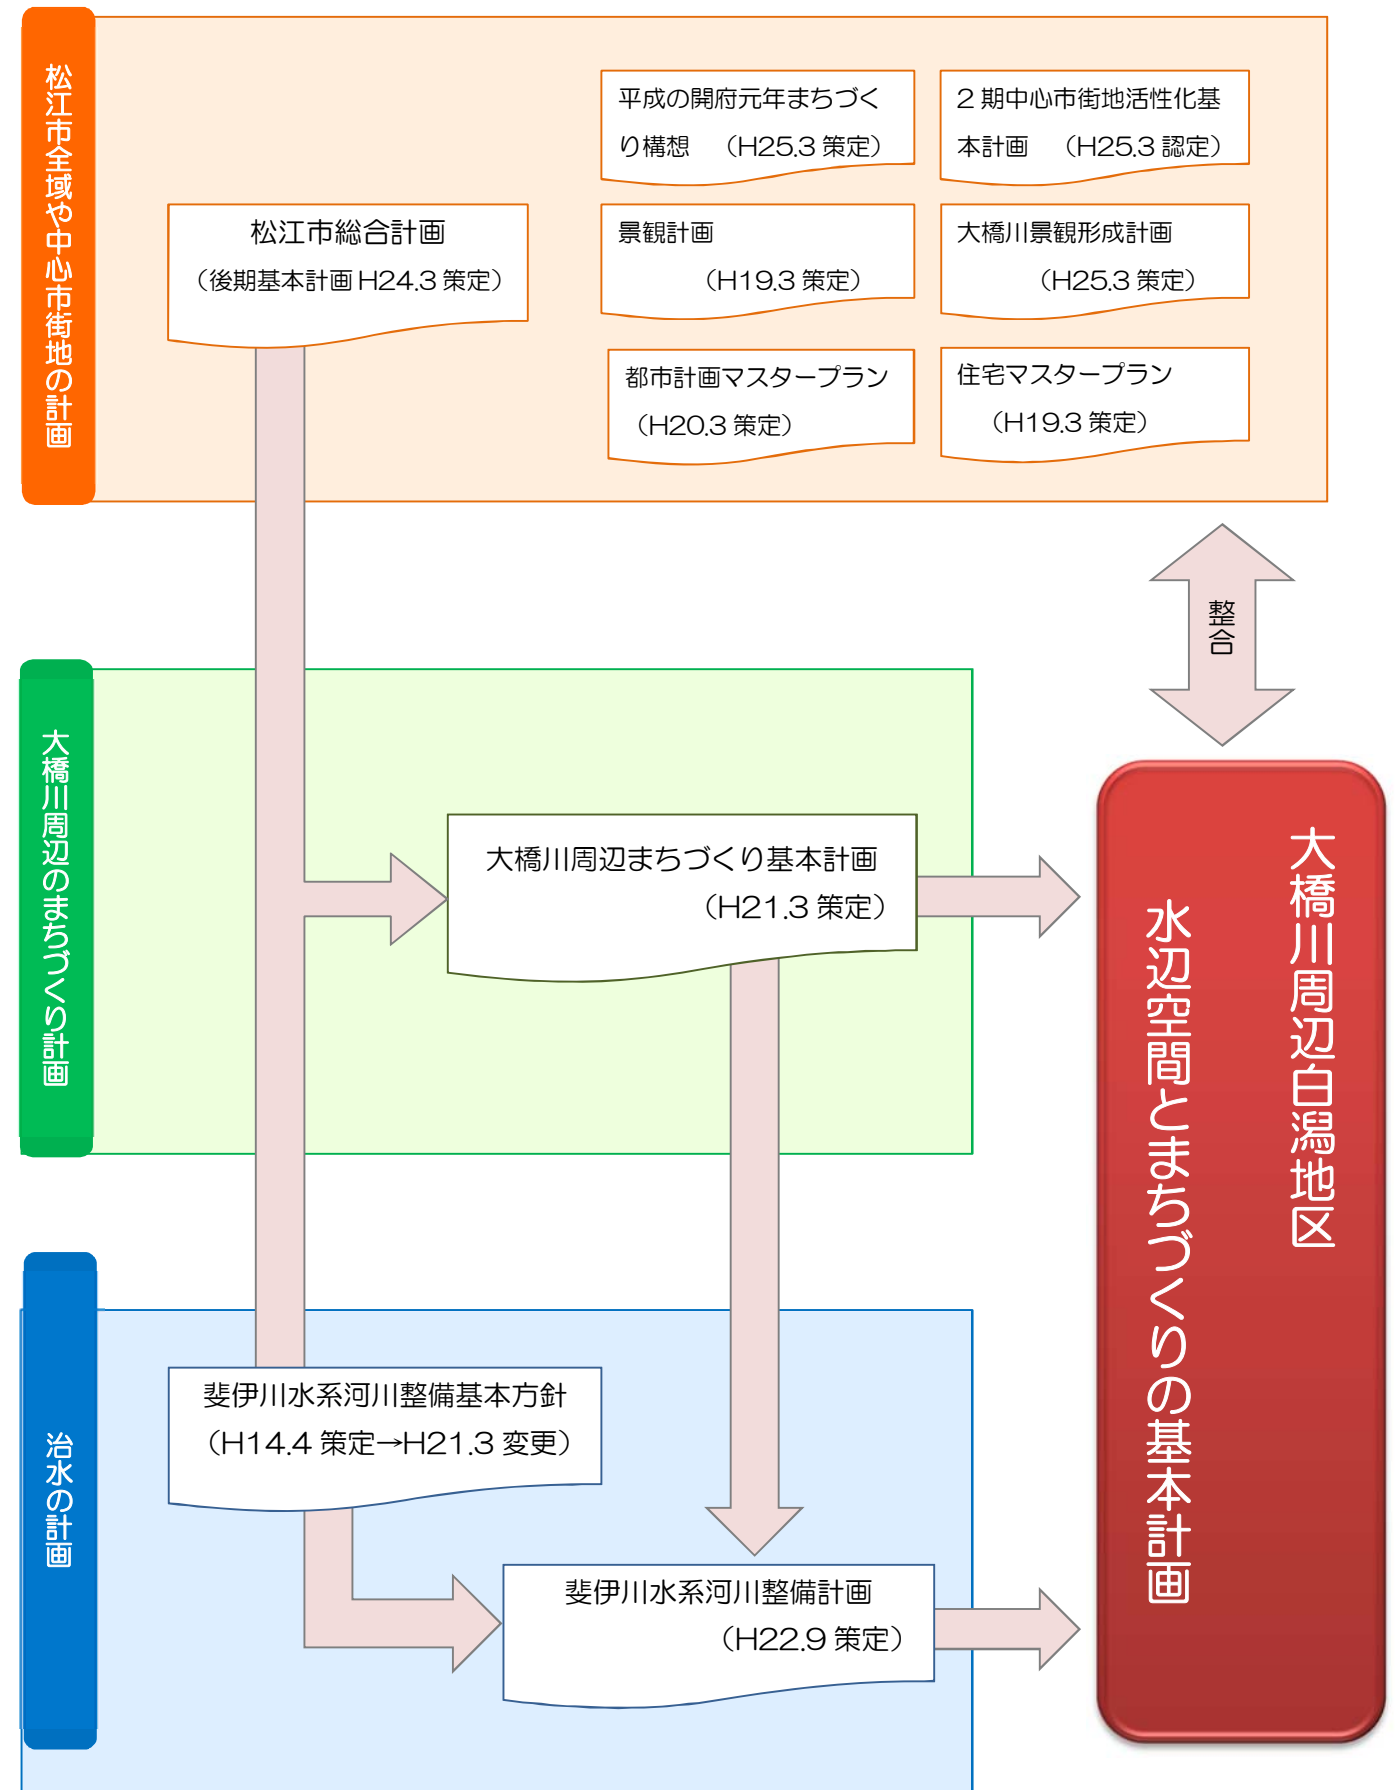 松江市全域や中心市街地の計画
平成の開府元年まちづく
り構想　（H25.3 策定）
2 期中心市街地活性化基
本計画　（H25.3 認定）
松江市総合計画
（後期基本計画 H24.3 策定）
景観計画
（H19.3 策定）
大橋川景観形成計画
（H25.3 策定）
都市計画マスタープラン
（H20.3 策定）
住宅マスタープラン
（H19.3 策定）
整合
大橋川周辺のまちづくり計画
大橋川周辺まちづくり基本計画
（H21.3 策定）
大橋川周辺白潟地区
水辺空間とまちづくりの基本計画
治水の計画
斐伊川水系河川整備基本方針
（H14.4 策定→H21.3 変更）
斐伊川水系河川整備計画
（H22.9 策定）